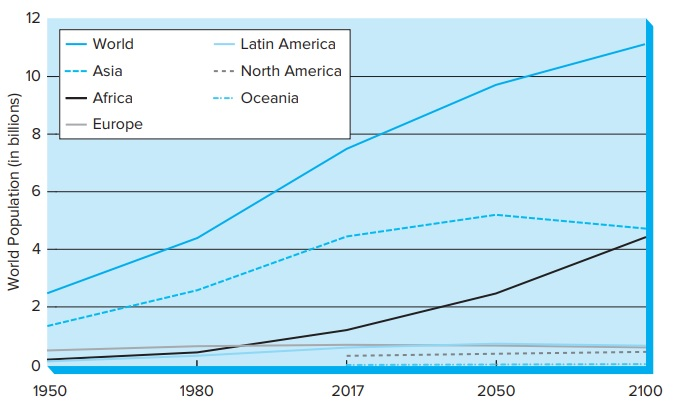 World Population (in billions)
12
10
8
6
4
2
0
World
Asia
Africa
Europe
Latin America
North America
Oceania
1950 1980 2017 2050 2100